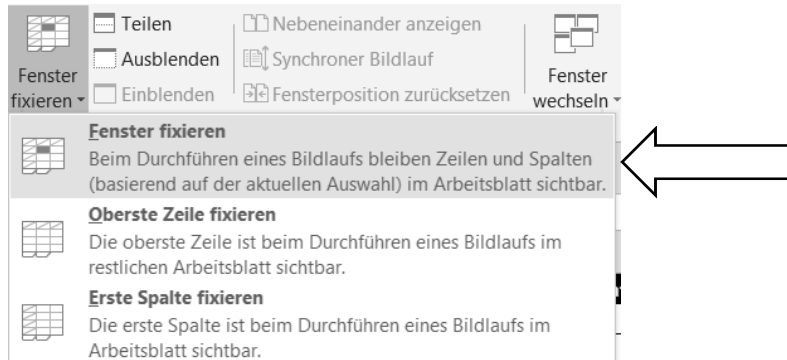 Fenster
fixieren
Teilen
Ausblenden
Einblenden
Nebeneinander anzeigen
Synchroner Bildlauf
Fensterposition zurücksetzen
Fenster
wechseln
Fenster fixieren
Beim Durchführen eines Bildlaufs bleiben Zeilen und Spalten
(basierend auf der aktuellen Auswahl) im Arbeitsblatt sichtbar.
Oberste Zeile fixieren
Die oberste Zeile ist beim Durchführen eines Bildlaufs im
restlichen Arbeitsblatt sichtbar.
Erste Spalte fixieren
Die erste Spalte ist beim Durchführen eines Bildlaufs im
Arbeitsblatt sichtbar.